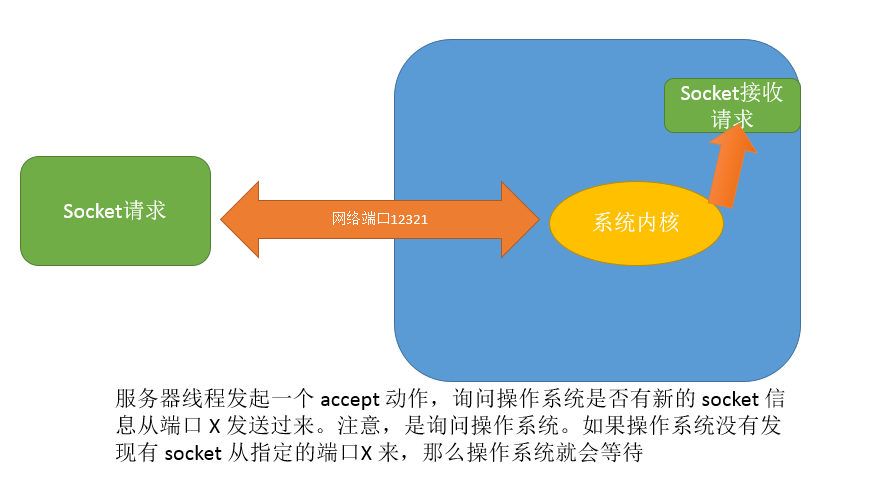 Socket接收
请求
Socket请求
网络端口12321
系统内核
服务器线程发起一个 accept 动作，询问操作系统是否有新的 socket 信
息从端口 X 发送过来。注意，是询问操作系统。如果操作系统没有发
现有 socket 从指定的端口X 来，那么操作系统就会等待